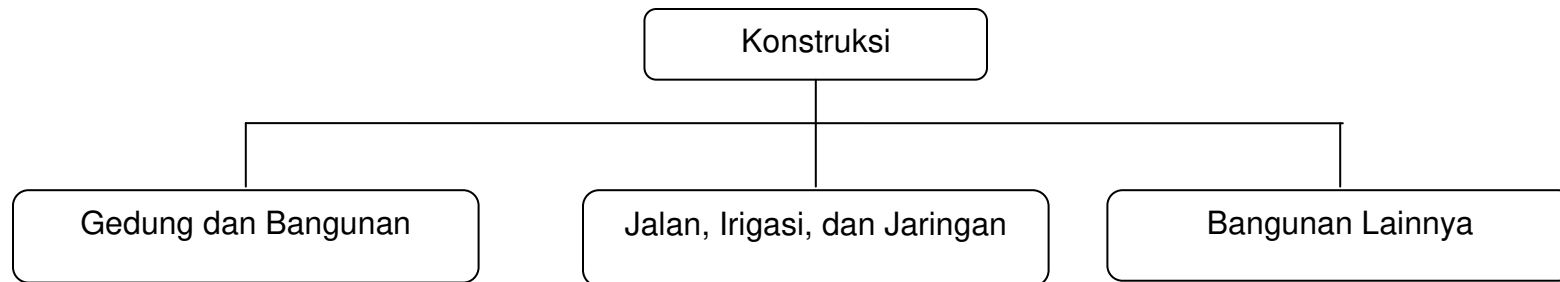 Konstruksi
Gedung dan Bangunan
Jalan, Irigasi, dan Jaringan
Bangunan Lainnya